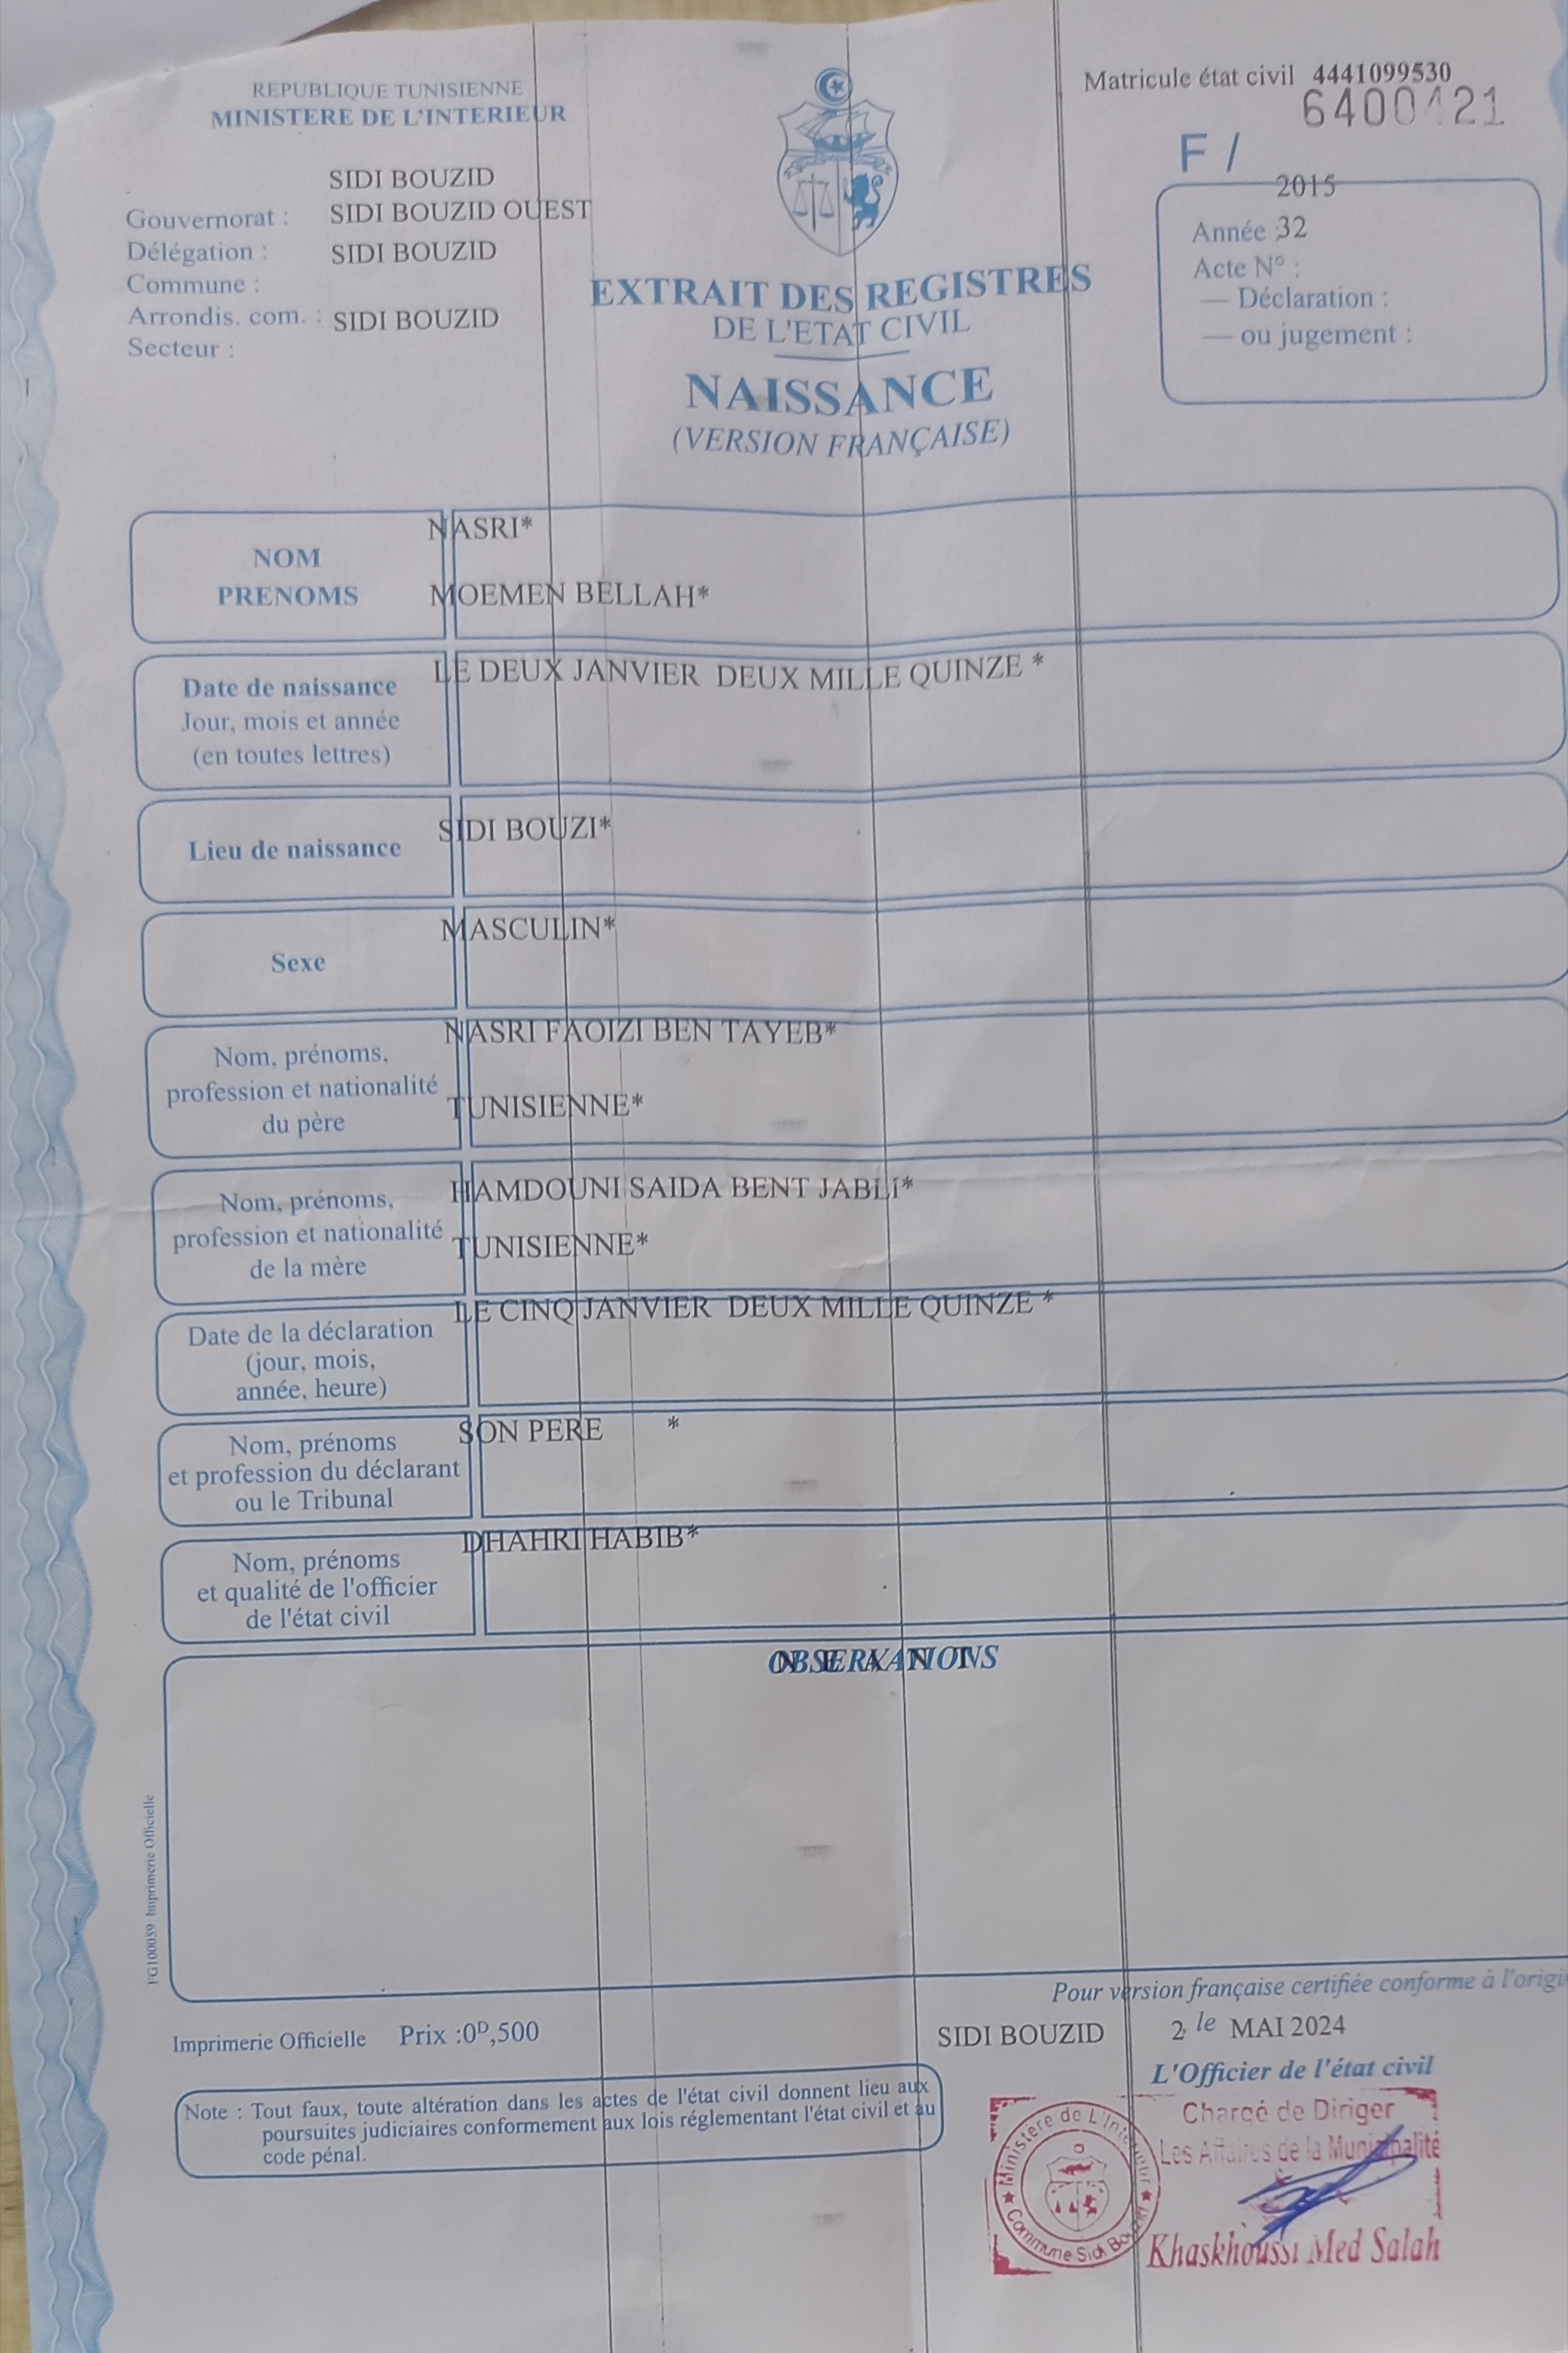 REPUBLIQUE TUNISIENNE
MINISTERE DE L'INTERIEUR
Matricule état civil 4441099530
6400121
F /
SIDI BOUZID
Gouvernorat : SIDI BOUZID OUEST
Délégation : SIDI BOUZID
Commune :
Arrondis. com. : SIDI BOUZID
Secteur :
2015
Année :32
Acte N° :
— Déclaration :
— ou jugement :
EXTRAIT DES REGISTRES
DE L'ETAT CIVIL
NAISSANCE
(VERSION FRANÇAISE)
NOM
PRENOMS
NASRI*
MOEMEN BELLAH*
Date de naissance
Jour, mois et année
(en toutes lettres)
LE DEUX JANVIER DEUX MILLE QUINZE *
Lieu de naissance
SIDI BOUZI*
Sexe
MASCULIN*
Nom, prénoms,
profession et nationalité
du père
NASRI FAOIZI BEN TAYEB*
TUNISIENNE*
Nom, prénoms,
profession et nationalité
de la mère
HAMDOUNI SAIDA BENT JABLI*
TUNISIENNE*
Date de la déclaration
(jour, mois,
année, heure)
LE CINQ JANVIER DEUX MILLE QUINZE *
Nom, prénoms
et profession du déclarant
ou le Tribunal
SON PERE *
Nom, prénoms
et qualité de l'officier
de l'état civil
DHAHRI HABIB*
OBSERVATIONS
N E A N T
FG100059 Imprimerie Officielle
Pour version française certifiée conforme à l'origi
Imprimerie Officielle Prix :0ᴰ,500
SIDI BOUZID 2 le MAI 2024
L'Officier de l'état civil
Note : Tout faux, toute altération dans les actes de l'état civil donnent lieu aux
poursuites judiciaires conformement aux lois réglementant l'état civil et au
code pénal.
Ministère de L'Interieur
Commune Sidi Bouzid
Chargé de Diriger
Les Affaires de la Municipalité
Khaskhoussi Med Salah